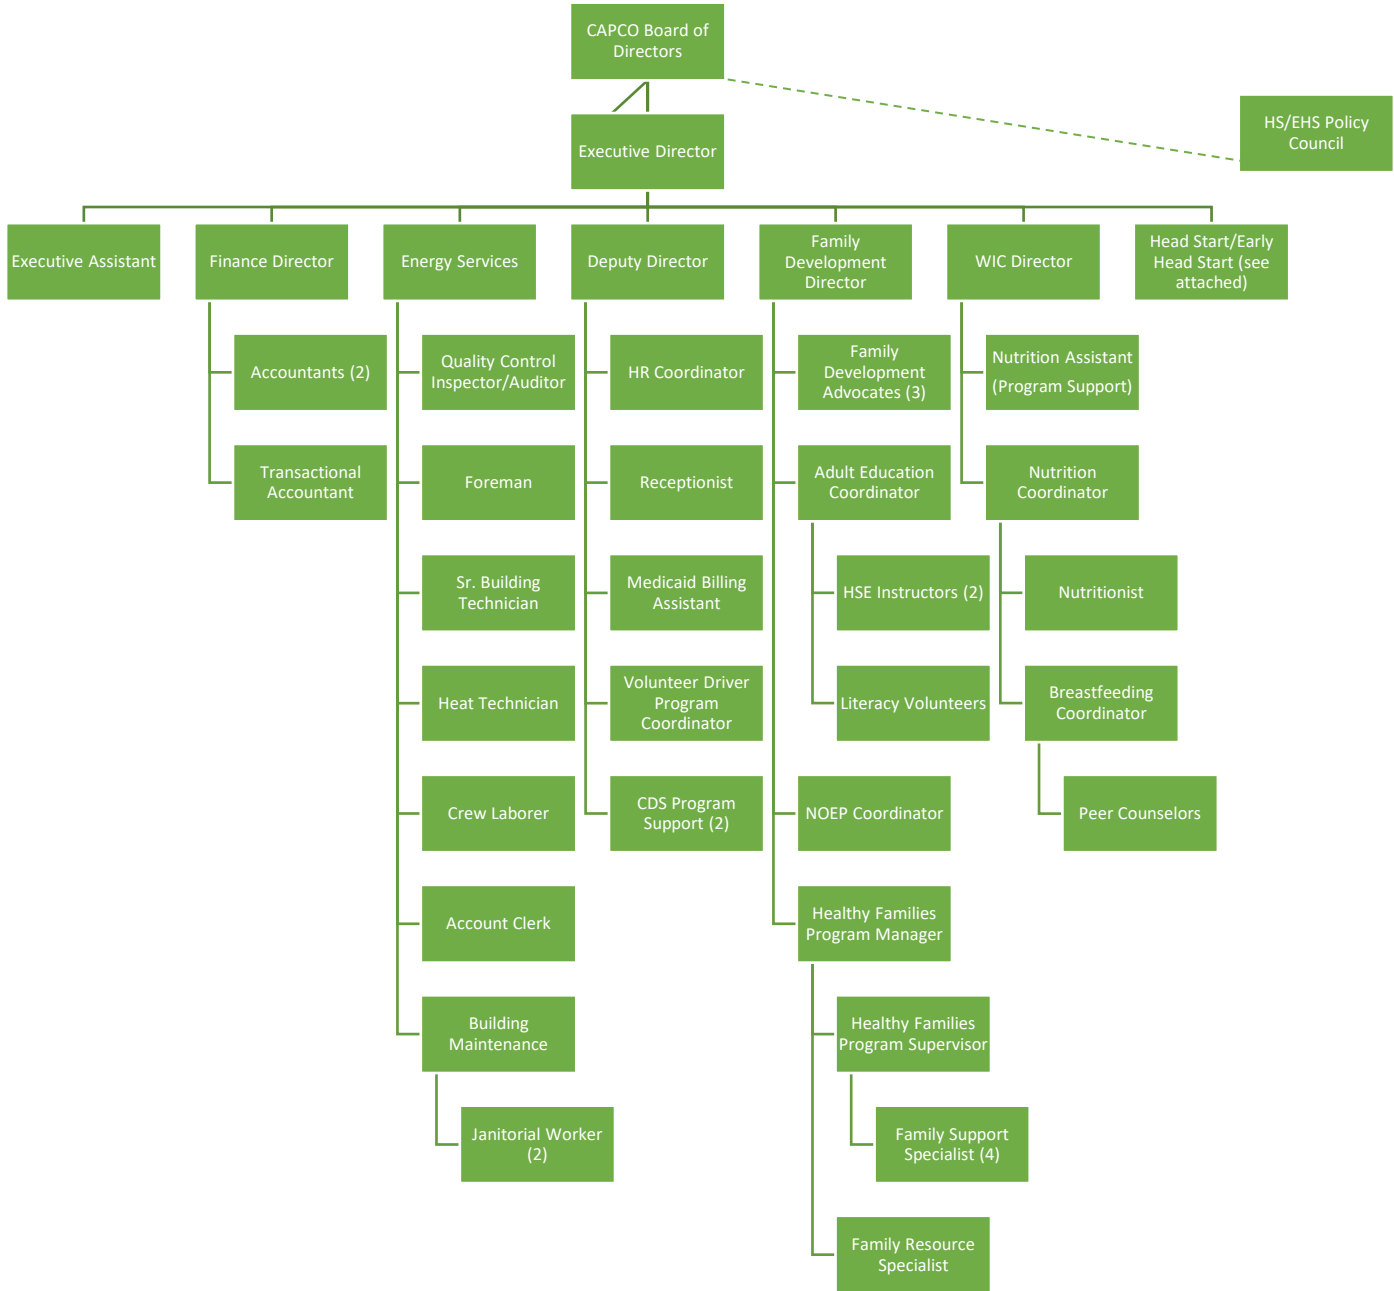 CAPCO Board of
Directors
HS/EHS Policy
Council
Executive Director
Executive Assistant
Finance Director
Energy Services
Deputy Director
Family
Development
Director
WIC Director
Head Start/Early
Head Start (see
attached)
Accountants (2)
Quality Control
Inspector/Auditor
HR Coordinator
Family
Development
Advocates (3)
Nutrition Assistant
(Program Support)
Transactional
Accountant
Foreman
Receptionist
Adult Education
Coordinator
Nutrition
Coordinator
Sr. Building
Technician
Medicaid Billing
Assistant
HSE Instructors (2)
Nutritionist
Heat Technician
Volunteer Driver
Program
Coordinator
Literacy Volunteers
Breastfeeding
Coordinator
Crew Laborer
CDS Program
Support (2)
NOEP Coordinator
Peer Counselors
Account Clerk
Healthy Families
Program Manager
Building
Maintenance
Healthy Families
Program Supervisor
Janitorial Worker
(2)
Family Support
Specialist (4)
Family Resource
Specialist